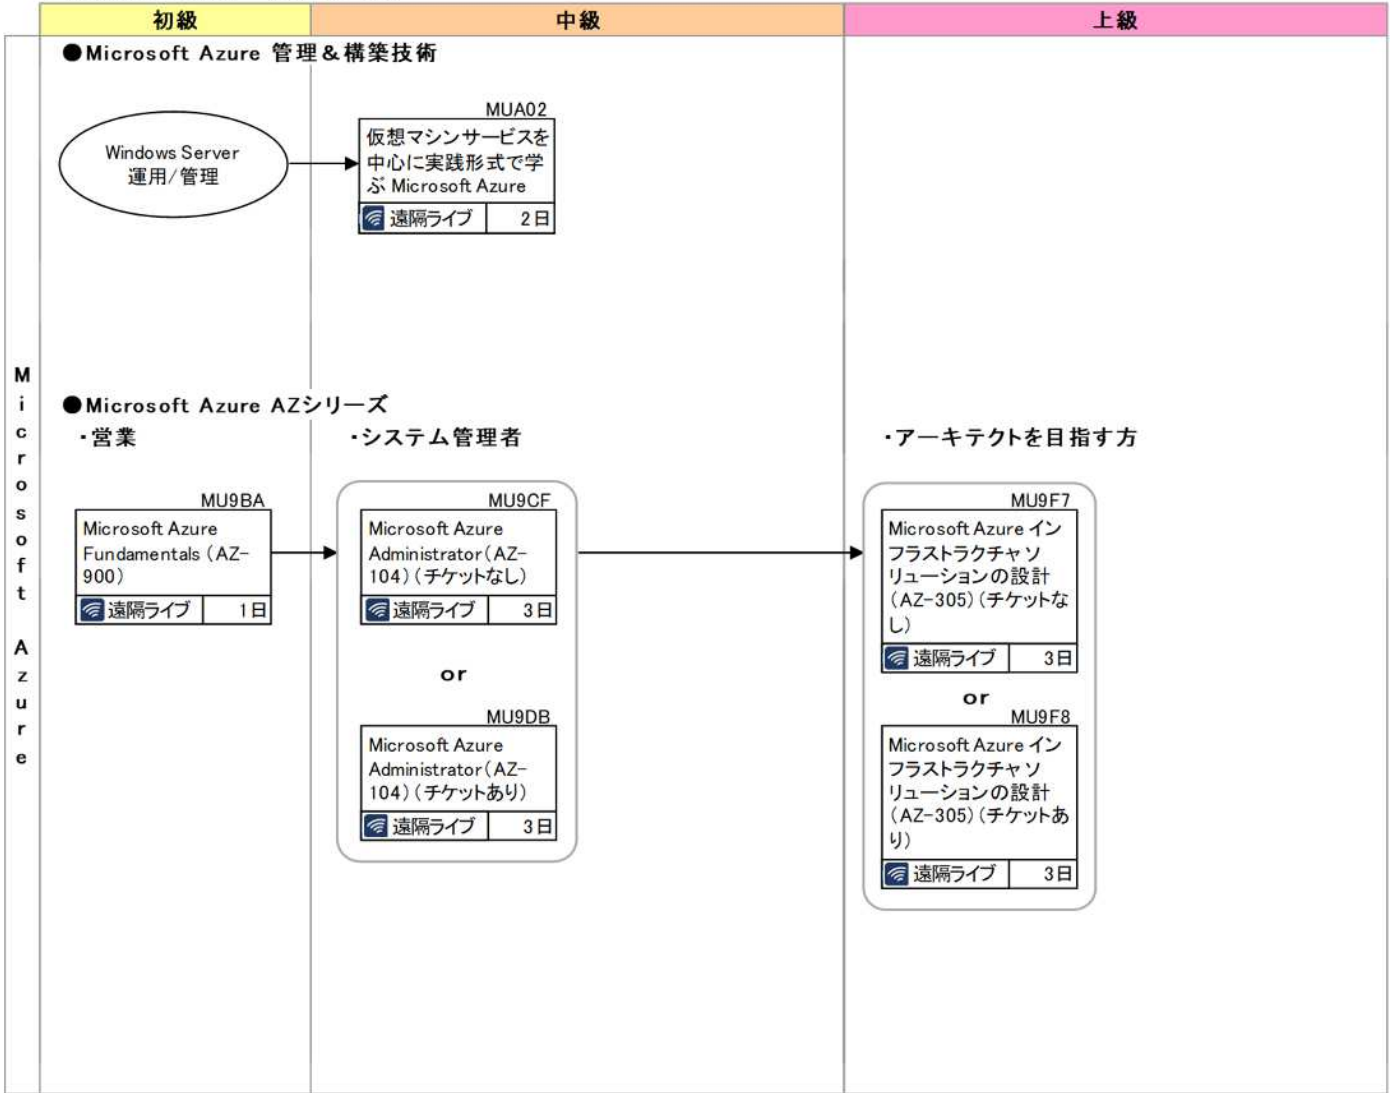 初級
中級
上級
Microsoft Azure
●Microsoft Azure 管理＆構築技術
Windows Server
運用/管理
MUA02
仮想マシンサービスを
中心に実践形式で学
ぶ Microsoft Azure
遠隔ライブ
2日
●Microsoft Azure AZシリーズ
・営業
・システム管理者
・アーキテクトを目指す方
MU9BA
Microsoft Azure
Fundamentals（AZ-
900）
遠隔ライブ
1日
MU9CF
Microsoft Azure
Administrator（AZ-
104）（チケットなし）
遠隔ライブ
3日
or
MU9DB
Microsoft Azure
Administrator（AZ-
104）（チケットあり）
遠隔ライブ
3日
MU9F7
Microsoft Azure イン
フラストラクチャソ
リューションの設計
（AZ-305）（チケットな
し）
遠隔ライブ
3日
or
MU9F8
Microsoft Azure イン
フラストラクチャソ
リューションの設計
（AZ-305）（チケットあ
り）
遠隔ライブ
3日